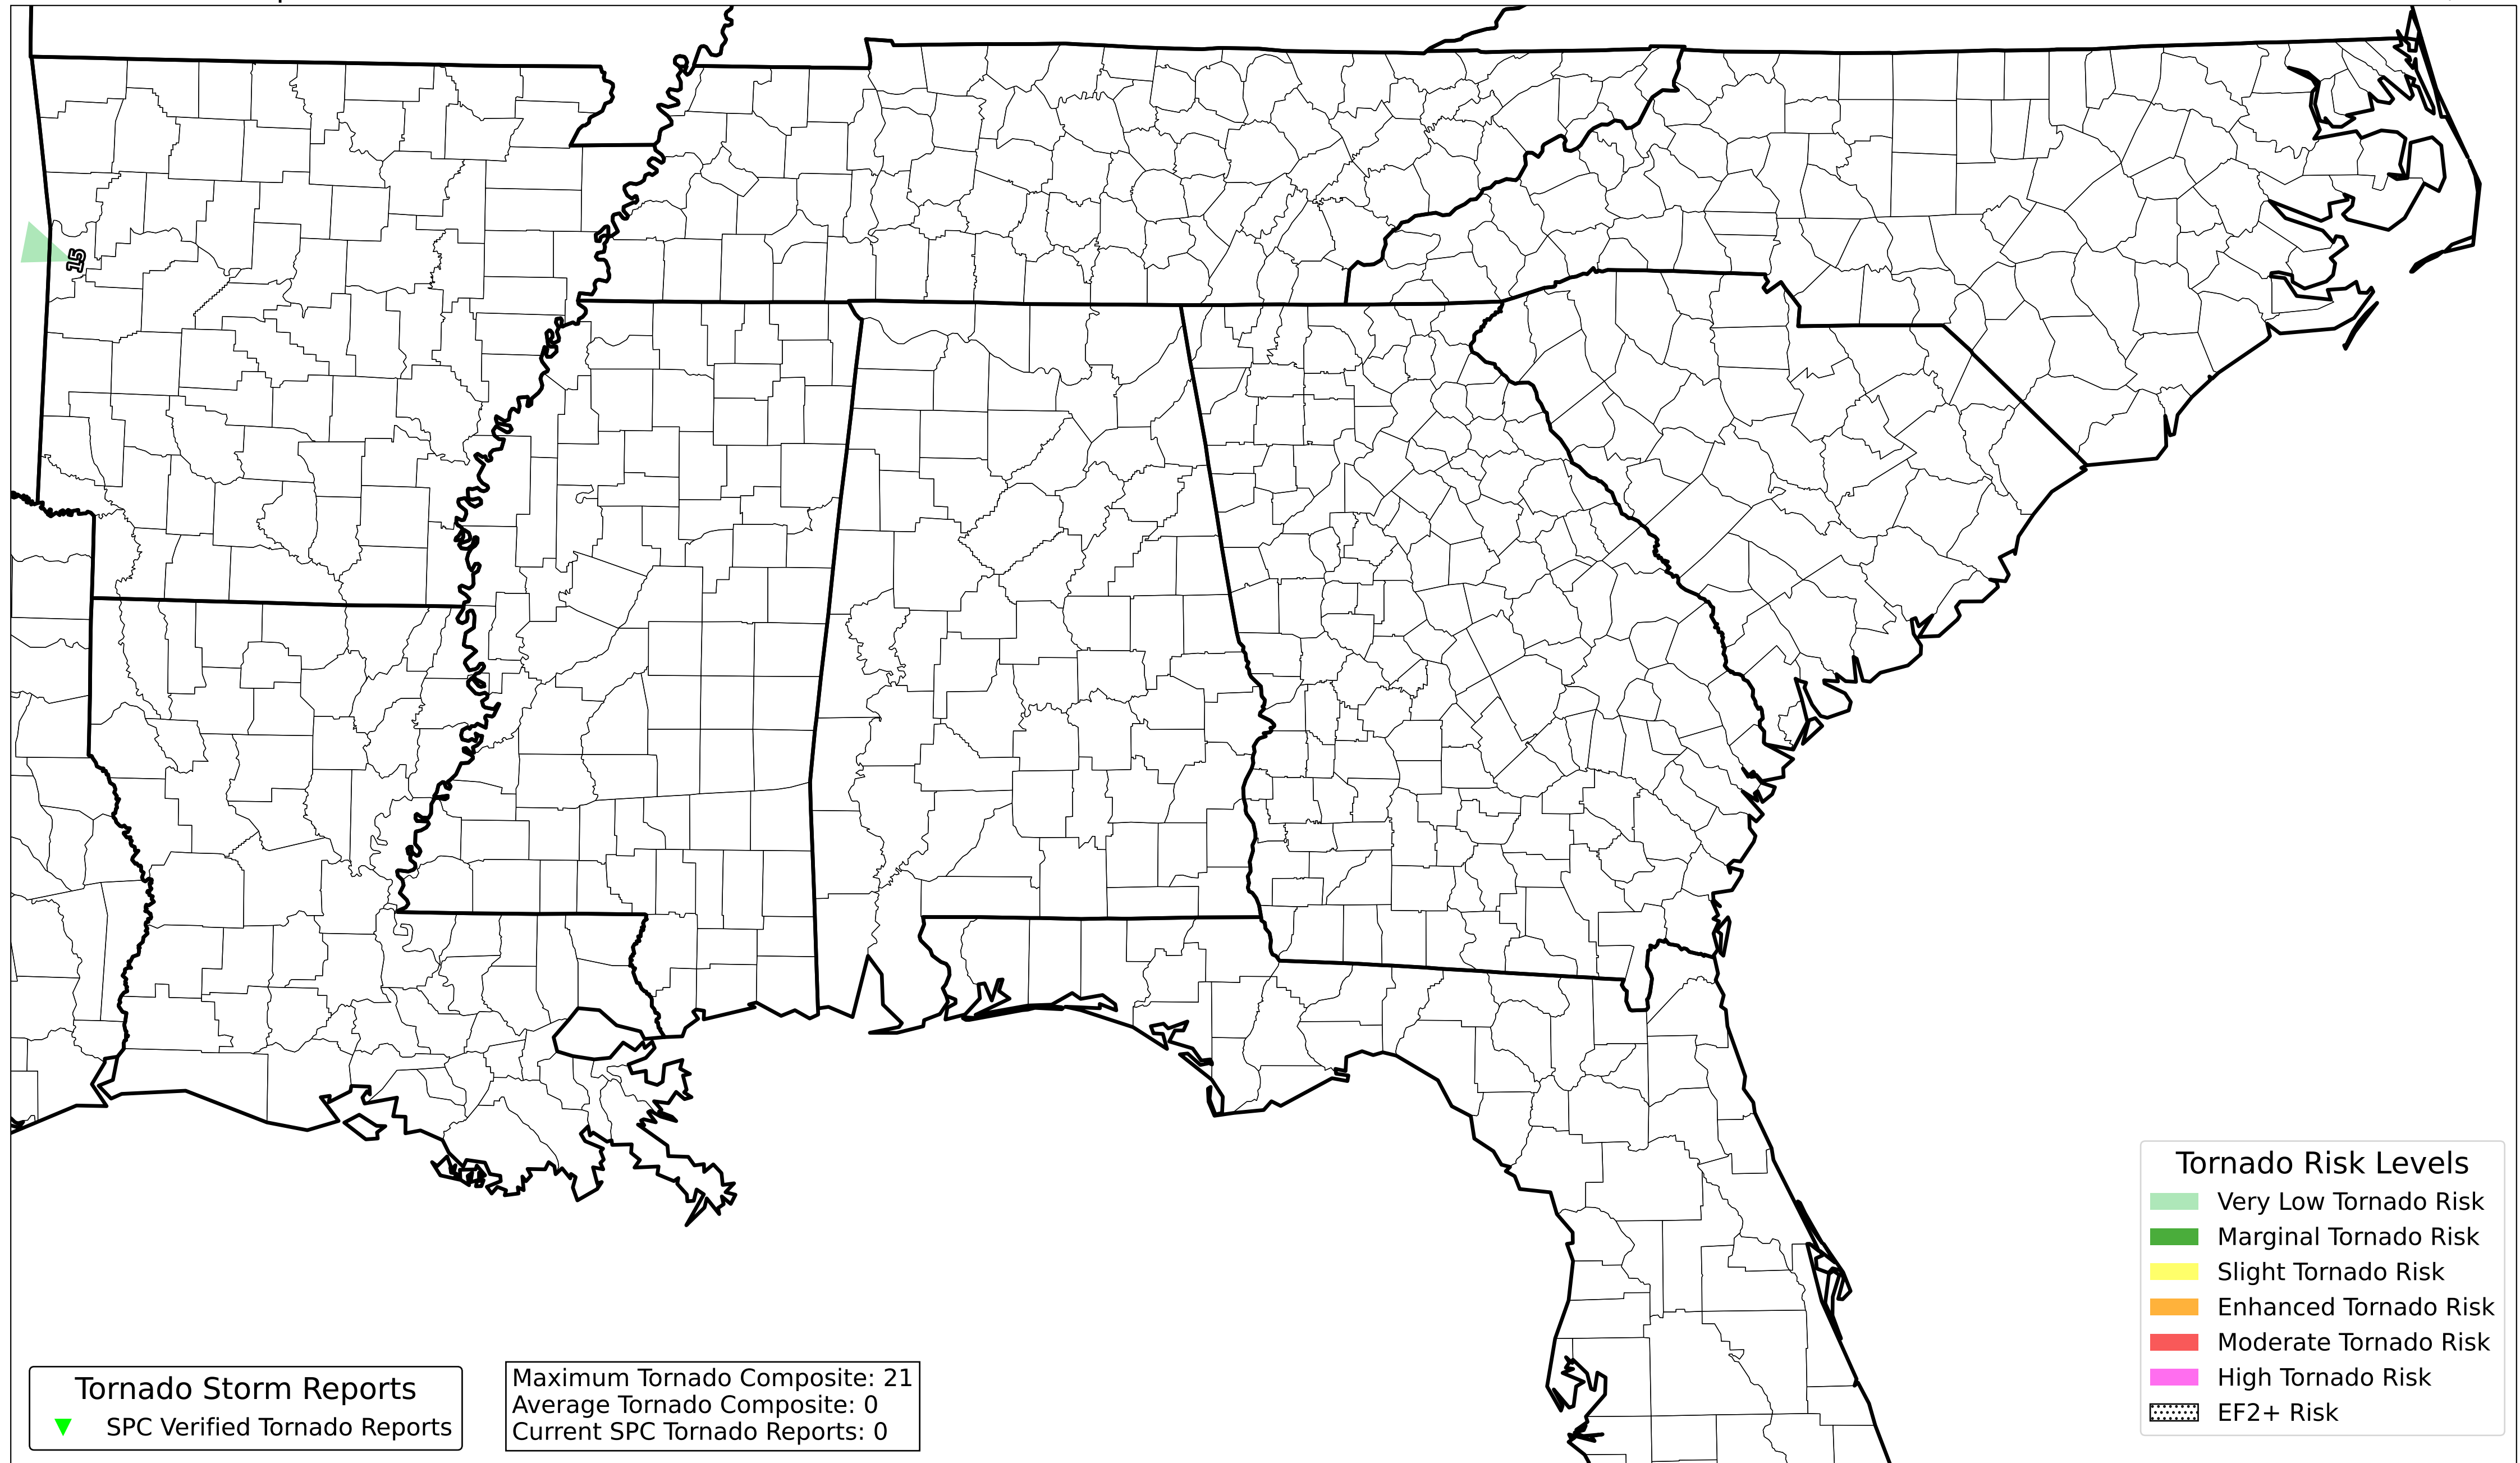 15
Tornado Storm Reports
SPC Verified Tornado Reports
Maximum Tornado Composite: 21
Average Tornado Composite: 0
Current SPC Tornado Reports: 0
Tornado Risk Levels
Very Low Tornado Risk
Marginal Tornado Risk
Slight Tornado Risk
Enhanced Tornado Risk
Moderate Tornado Risk
High Tornado Risk
EF2+ Risk